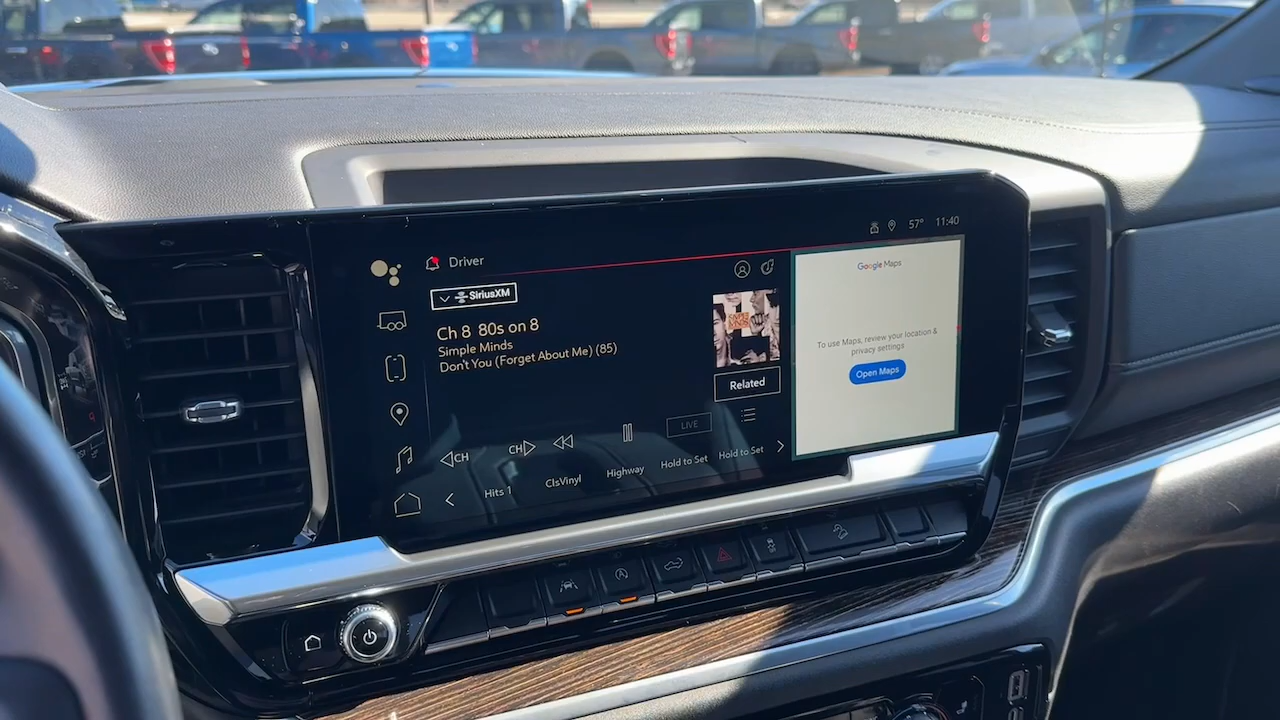 57° 11:40
Driver
Google Maps
SiriusXM
Ch 8 80s on 8
Simple Minds
Don't You (Forget About Me) (85)
To use Maps, review your location &
privacy settings
Open Maps
Related
LIVE
CH CH
Hits 1 ClsVinyl Highway Hold to Set Hold to Set